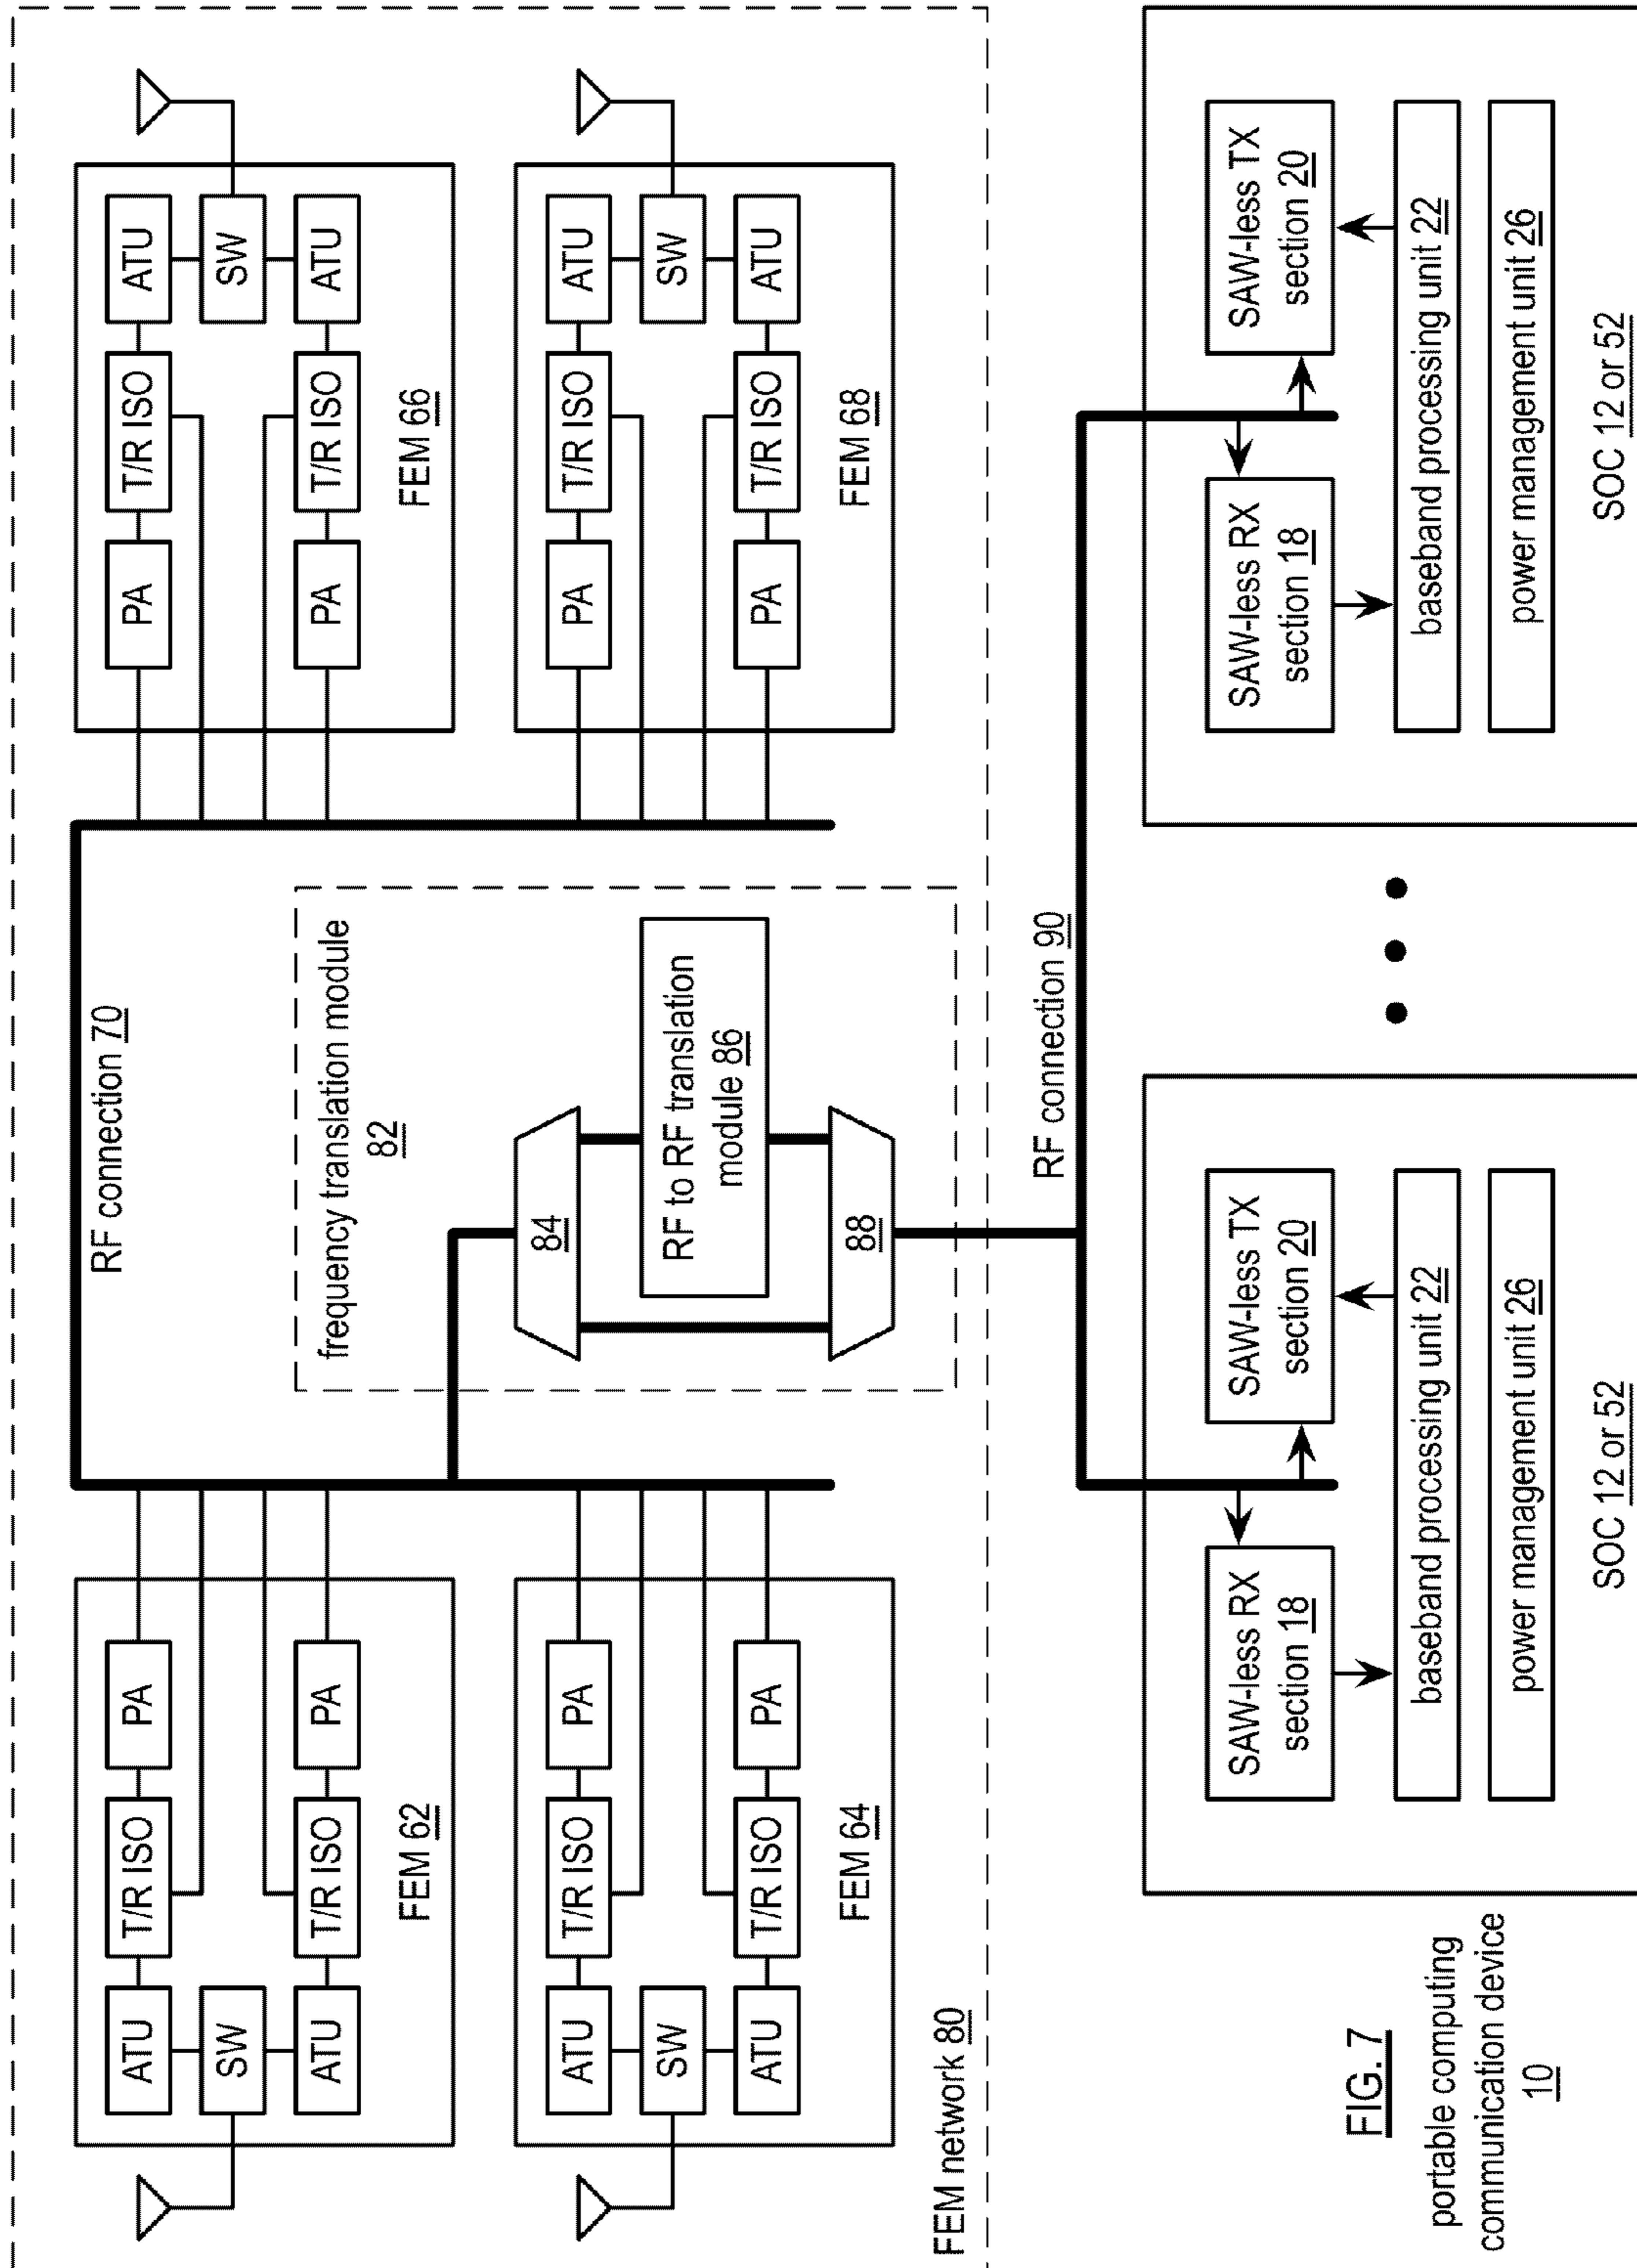 FEM network 80
ATU
T/R ISO
PA
SW
ATU
T/R ISO
PA
FEM 62
ATU
T/R ISO
PA
SW
ATU
T/R ISO
PA
FEM 64
RF connection 70
frequency translation module
82
84
RF to RF translation
module 86
88
PA
T/R ISO
ATU
SW
PA
T/R ISO
ATU
FEM 66
PA
T/R ISO
ATU
SW
PA
T/R ISO
ATU
FEM 68
RF connection 90
SAW-less RX
section 18
SAW-less TX
section 20
baseband processing unit 22
power management unit 26
SOC 12 or 52
SAW-less RX
section 18
SAW-less TX
section 20
baseband processing unit 22
power management unit 26
SOC 12 or 52
FIG. 7
portable computing
communication device
10